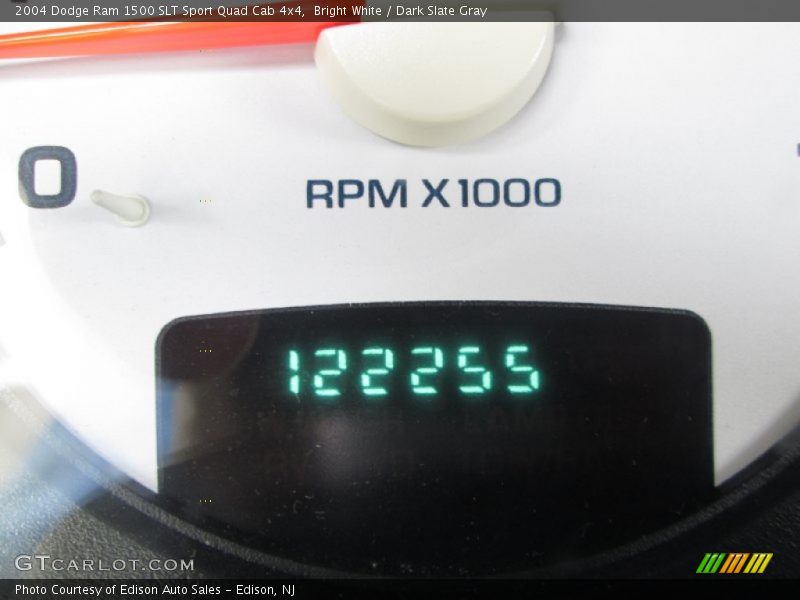 2004 Dodge Ram 1500 SLT Sport Quad Cab 4x4,  Bright White / Dark Slate Gray
0
RPM X1000
122255
GTCARLOT.COM
Photo Courtesy of Edison Auto Sales - Edison, NJ